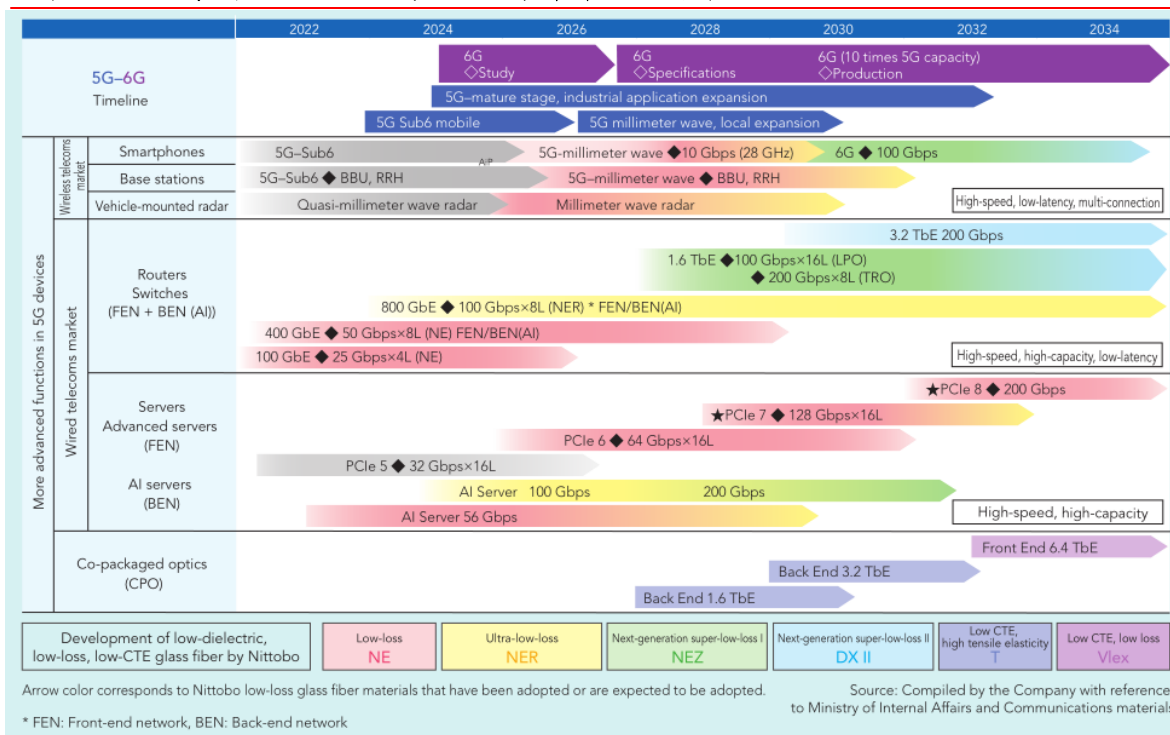 2022 2024 2026 2028 2030 2032 2034
5G–6G
Timeline
6G
◇Study
6G
◇Specifications
6G (10 times 5G capacity)
◇Production
5G–mature stage, industrial application expansion
5G Sub6 mobile
5G millimeter wave, local expansion
More advanced functions in 5G devices
Wireless telecoms
market
Smartphones
5G–Sub6
AiP
5G-millimeter wave ◆10 Gbps (28 GHz)
6G ◆ 100 Gbps
Base stations
5G–Sub6 ◆ BBU, RRH
5G–millimeter wave ◆ BBU, RRH
Vehicle-mounted radar
Quasi-millimeter wave radar
Millimeter wave radar
High-speed, low-latency, multi-connection
Wired telecoms market
Routers
Switches
(FEN + BEN (AI))
3.2 TbE 200 Gbps
1.6 TbE ◆100 Gbps×16L (LPO)
◆ 200 Gbps×8L (TRO)
800 GbE ◆ 100 Gbps×8L (NER) * FEN/BEN(AI)
400 GbE ◆ 50 Gbps×8L (NE) FEN/BEN(AI)
100 GbE ◆ 25 Gbps×4L (NE)
High-speed, high-capacity, low-latency
Servers
Advanced servers
(FEN)
★PCIe 8 ◆ 200 Gbps
★PCIe 7 ◆ 128 Gbps×16L
PCIe 6 ◆ 64 Gbps×16L
PCIe 5 ◆ 32 Gbps×16L
AI servers
(BEN)
AI Server 100 Gbps 200 Gbps
AI Server 56 Gbps
High-speed, high-capacity
Co-packaged optics
(CPO)
Front End 6.4 TbE
Back End 3.2 TbE
Back End 1.6 TbE
Development of low-dielectric,
low-loss, low-CTE glass fiber by Nittobo
Low-loss
NE
Ultra-low-loss
NER
Next-generation super-low-loss I
NEZ
Next-generation super-low-loss II
DX II
Low CTE,
high tensile elasticity
T
Low CTE, low loss
Vlex
Arrow color corresponds to Nittobo low-loss glass fiber materials that have been adopted or are expected to be adopted.
Source: Compiled by the Company with reference
to Ministry of Internal Affairs and Communications materials
* FEN: Front-end network, BEN: Back-end network